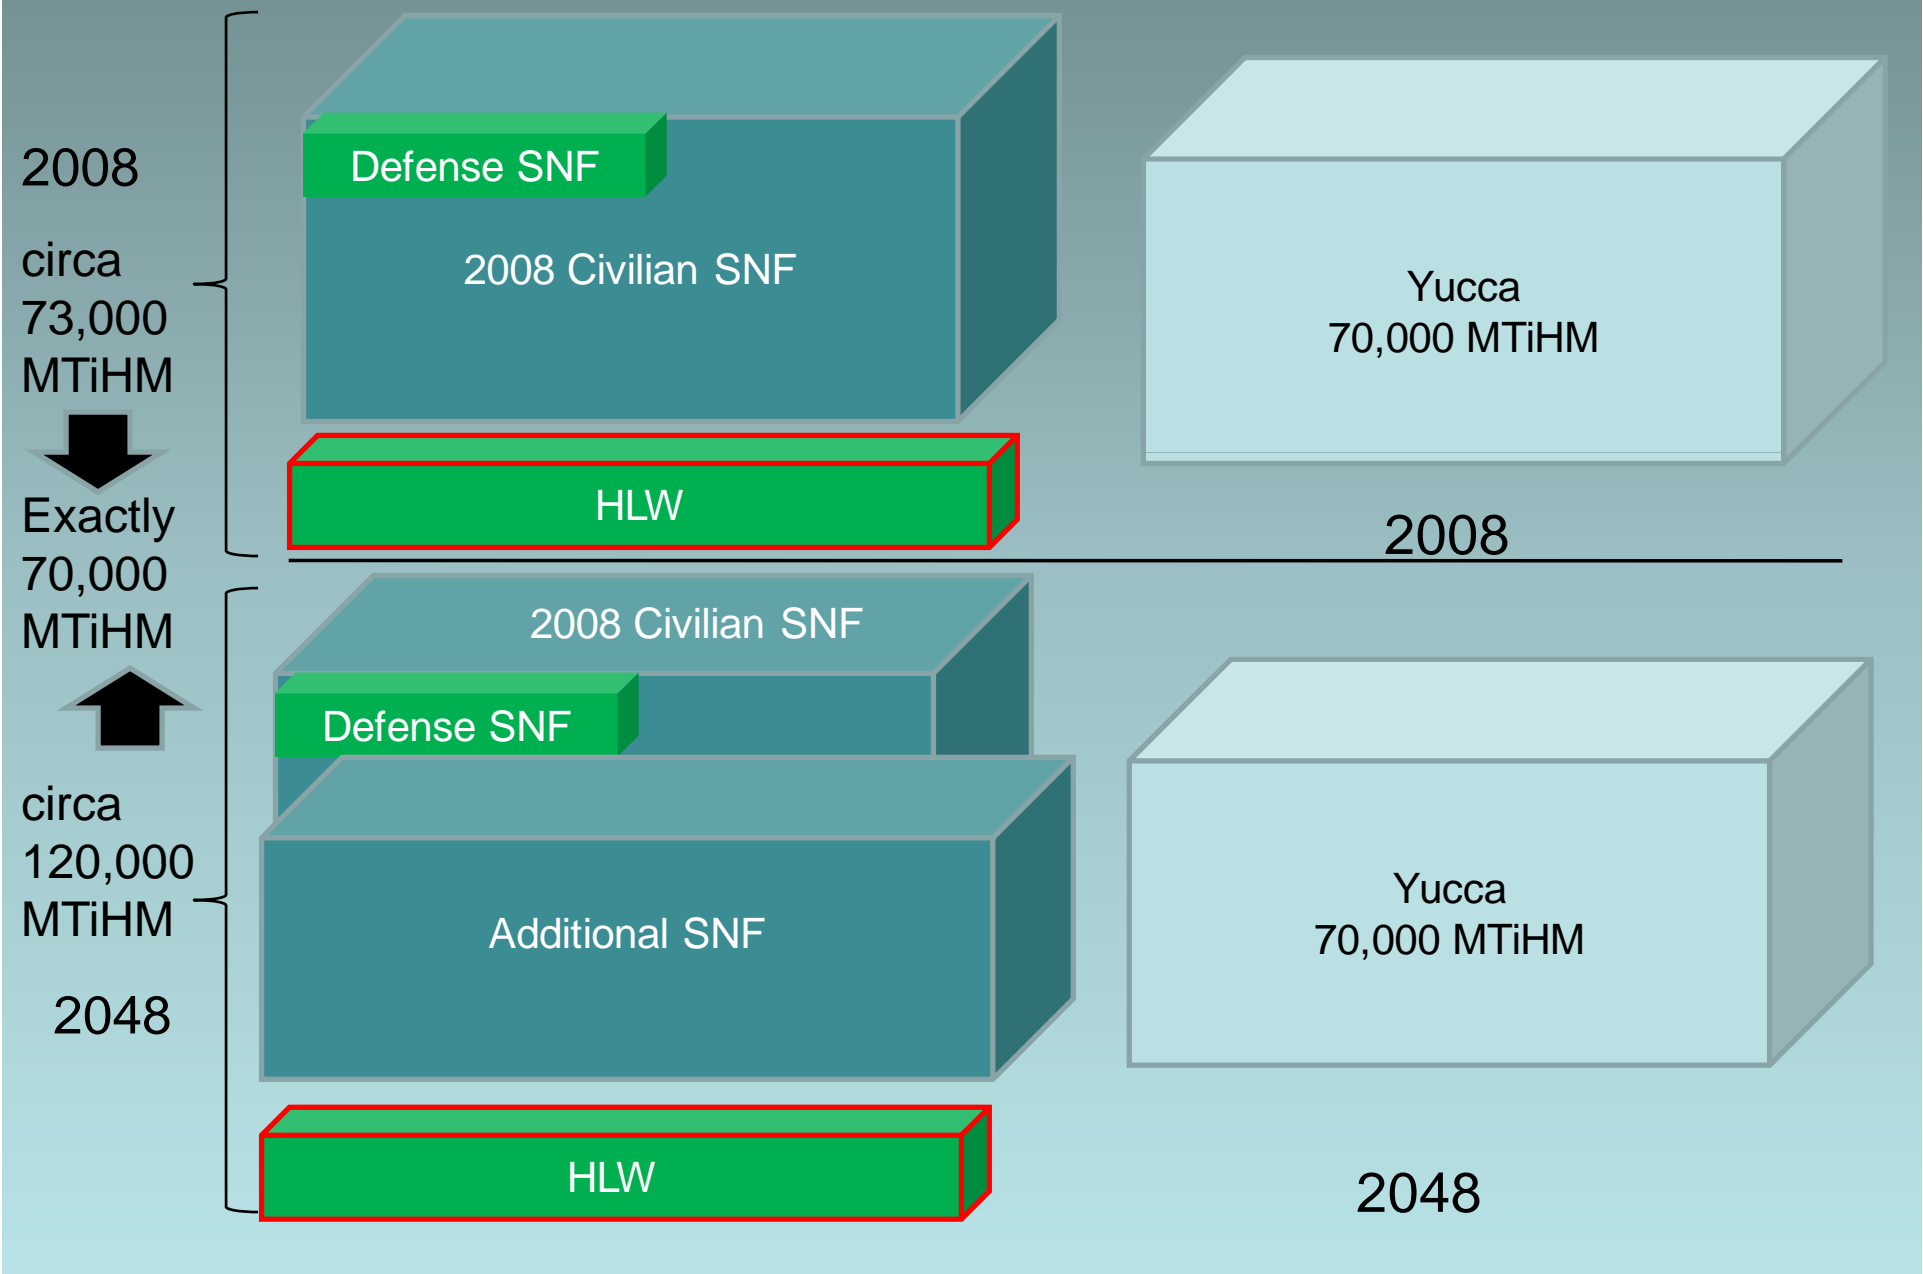 2008
circa
73,000
MTiHM
Exactly
70,000
MTiHM
circa
120,000
MTiHM
2048
Defense SNF
2008 Civilian SNF
HLW
Yucca
70,000 MTiHM
2008
2008 Civilian SNF
Defense SNF
Additional SNF
HLW
Yucca
70,000 MTiHM
2048